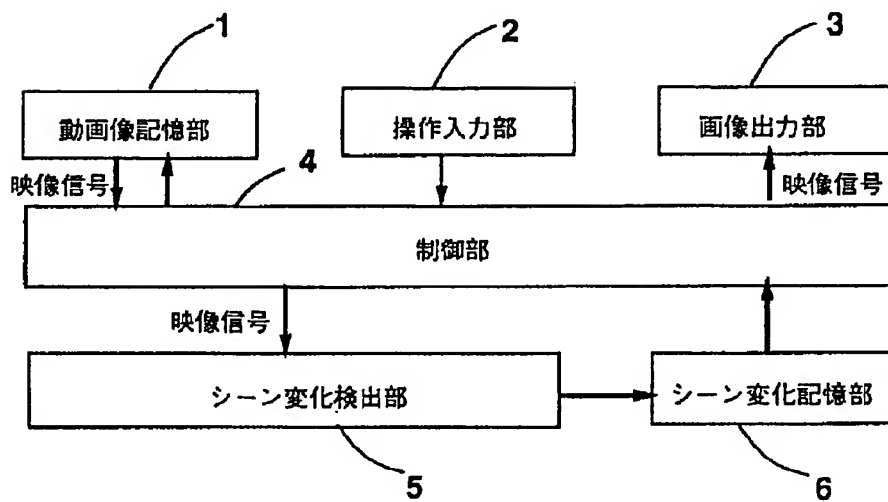 1
2
3
動画像記憶部
操作入力部
画像出力部
映像信号
4
映像信号
制御部
映像信号
シーン変化検出部
シーン変化記憶部
5
6